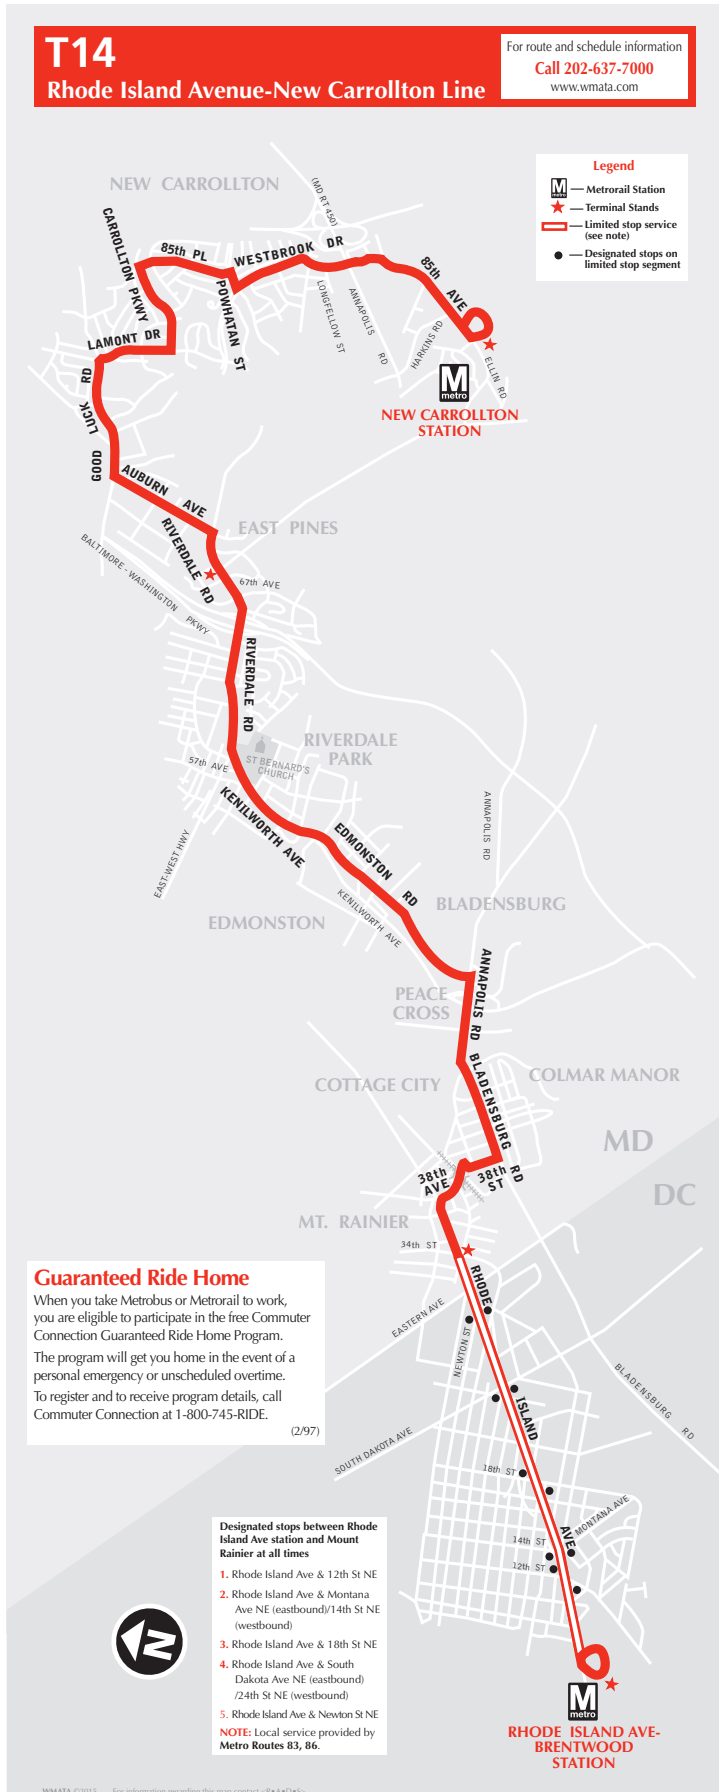 T14
Rhode Island Avenue-New Carrollton Line
For route and schedule information
Call 202-637-7000
www.wmata.com
Legend
M metro
Metrorail Station
Terminal Stands
Limited stop service
(see note)
Designated stops on
limited stop segment
NEW CARROLLTON
(MD RT 450)
CARROLLTON PKWY
85th PL
WESTBROOK DR
POWHATAN ST
LONGFELLOW ST
ANNAPOLIS RD
85th AVE
HARKINS RD
ELLIN RD
LAMONT DR
M
metro
NEW CARROLLTON
STATION
GOOD LUCK RD
AUBURN AVE
EAST PINES
RIVERDALE RD
BALTIMORE - WASHINGTON PKWY
67th AVE
RIVERDALE RD
RIVERDALE
PARK
57th AVE
ST BERNARD'S
CHURCH
KENILWORTH AVE
EAST-WEST HWY
EDMONSTON RD
ANNAPOLIS RD
KENILWORTH AVE
BLADENSBURG
EDMONSTON
ANNAPOLIS RD
PEACE
CROSS
BLADENSBURG RD
COTTAGE CITY
COLMAR MANOR
MD
DC
38th
AVE
38th
ST
MT. RAINIER
34th ST
RHODE ISLAND AVE
EASTERN AVE
NEWTON ST
BLADENSBURG RD
SOUTH DAKOTA AVE
18th ST
MONTANA AVE
14th ST
12th ST
Guaranteed Ride Home
When you take Metrobus or Metrorail to work,
you are eligible to participate in the free Commuter
Connection Guaranteed Ride Home Program.
The program will get you home in the event of a
personal emergency or unscheduled overtime.
To register and to receive program details, call
Commuter Connection at 1-800-745-RIDE.
(2/97)
Designated stops between Rhode
Island Ave station and Mount
Rainier at all times
1. Rhode Island Ave & 12th St NE
2. Rhode Island Ave & Montana
Ave NE (eastbound)/14th St NE
(westbound)
3. Rhode Island Ave & 18th St NE
4. Rhode Island Ave & South
Dakota Ave NE (eastbound)
/24th St NE (westbound)
5. Rhode Island Ave & Newton St NE
NOTE: Local service provided by
Metro Routes 83, 86.
N
M
metro
RHODE ISLAND AVE-
BRENTWOOD
STATION